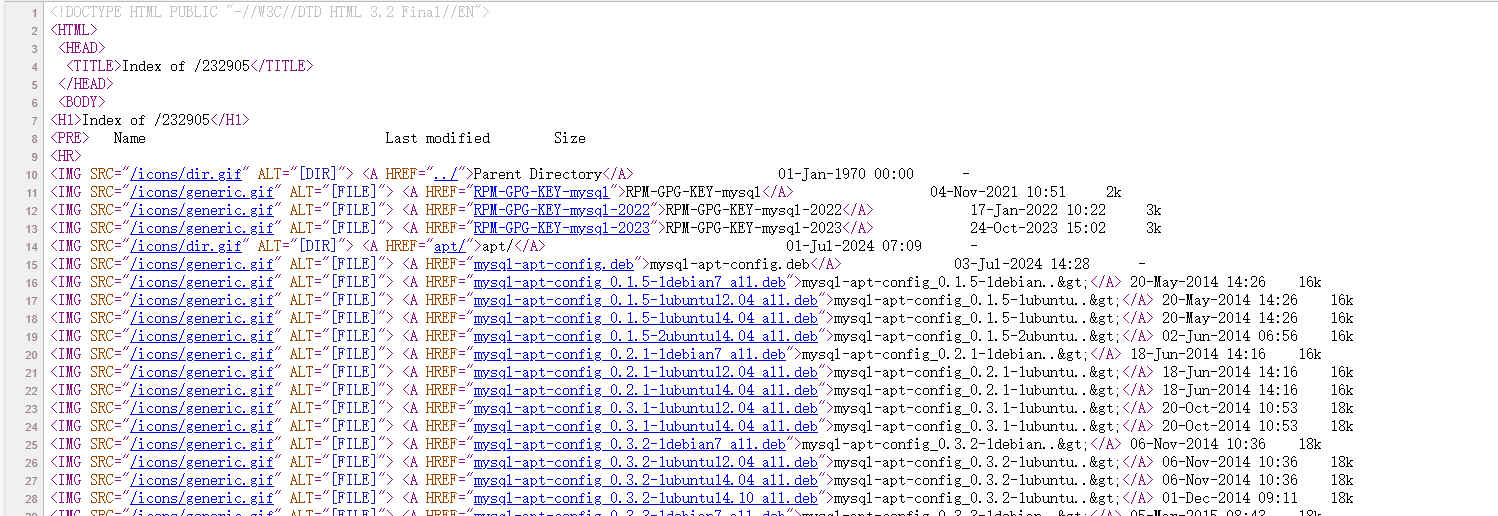 1 <!DOCTYPE HTML PUBLIC "-//W3C//DTD HTML 3.2 Final//EN">
2 <HTML>
3 <HEAD>
4 <TITLE>Index of /232905</TITLE>
5 </HEAD>
6 <BODY>
7 <H1>Index of /232905</H1>
8 <PRE> Name Last modified Size
9 <HR>
10 <IMG SRC="/icons/dir.gif" ALT="[DIR]"> <A HREF="../">Parent Directory</A> 01-Jan-1970 00:00 -
11 <IMG SRC="/icons/generic.gif" ALT="[FILE]"> <A HREF="RPM-GPG-KEY-mysql">RPM-GPG-KEY-mysql</A> 04-Nov-2021 10:51 2k
12 <IMG SRC="/icons/generic.gif" ALT="[FILE]"> <A HREF="RPM-GPG-KEY-mysql-2022">RPM-GPG-KEY-mysql-2022</A> 17-Jan-2022 10:22 3k
13 <IMG SRC="/icons/generic.gif" ALT="[FILE]"> <A HREF="RPM-GPG-KEY-mysql-2023">RPM-GPG-KEY-mysql-2023</A> 24-Oct-2023 15:02 3k
14 <IMG SRC="/icons/dir.gif" ALT="[DIR]"> <A HREF="apt/">apt/</A> 01-Jul-2024 07:09 -
15 <IMG SRC="/icons/generic.gif" ALT="[FILE]"> <A HREF="mysql-apt-config.deb">mysql-apt-config.deb</A> 03-Jul-2024 14:28 -
16 <IMG SRC="/icons/generic.gif" ALT="[FILE]"> <A HREF="mysql-apt-config_0.1.5-1debian7_all.deb">mysql-apt-config_0.1.5-1debian..&gt;</A> 20-May-2014 14:26 16k
17 <IMG SRC="/icons/generic.gif" ALT="[FILE]"> <A HREF="mysql-apt-config_0.1.5-1ubuntu12.04_all.deb">mysql-apt-config_0.1.5-1ubuntu..&gt;</A> 20-May-2014 14:26 16k
18 <IMG SRC="/icons/generic.gif" ALT="[FILE]"> <A HREF="mysql-apt-config_0.1.5-1ubuntu14.04_all.deb">mysql-apt-config_0.1.5-1ubuntu..&gt;</A> 20-May-2014 14:26 16k
19 <IMG SRC="/icons/generic.gif" ALT="[FILE]"> <A HREF="mysql-apt-config_0.1.5-2ubuntu14.04_all.deb">mysql-apt-config_0.1.5-2ubuntu..&gt;</A> 02-Jun-2014 06:56 16k
20 <IMG SRC="/icons/generic.gif" ALT="[FILE]"> <A HREF="mysql-apt-config_0.2.1-1debian7_all.deb">mysql-apt-config_0.2.1-1debian..&gt;</A> 18-Jun-2014 14:16 16k
21 <IMG SRC="/icons/generic.gif" ALT="[FILE]"> <A HREF="mysql-apt-config_0.2.1-1ubuntu12.04_all.deb">mysql-apt-config_0.2.1-1ubuntu..&gt;</A> 18-Jun-2014 14:16 16k
22 <IMG SRC="/icons/generic.gif" ALT="[FILE]"> <A HREF="mysql-apt-config_0.2.1-1ubuntu14.04_all.deb">mysql-apt-config_0.2.1-1ubuntu..&gt;</A> 18-Jun-2014 14:16 16k
23 <IMG SRC="/icons/generic.gif" ALT="[FILE]"> <A HREF="mysql-apt-config_0.3.1-1ubuntu12.04_all.deb">mysql-apt-config_0.3.1-1ubuntu..&gt;</A> 20-Oct-2014 10:53 18k
24 <IMG SRC="/icons/generic.gif" ALT="[FILE]"> <A HREF="mysql-apt-config_0.3.1-1ubuntu14.04_all.deb">mysql-apt-config_0.3.1-1ubuntu..&gt;</A> 20-Oct-2014 10:53 18k
25 <IMG SRC="/icons/generic.gif" ALT="[FILE]"> <A HREF="mysql-apt-config_0.3.2-1debian7_all.deb">mysql-apt-config_0.3.2-1debian..&gt;</A> 06-Nov-2014 10:36 18k
26 <IMG SRC="/icons/generic.gif" ALT="[FILE]"> <A HREF="mysql-apt-config_0.3.2-1ubuntu12.04_all.deb">mysql-apt-config_0.3.2-1ubuntu..&gt;</A> 06-Nov-2014 10:36 18k
27 <IMG SRC="/icons/generic.gif" ALT="[FILE]"> <A HREF="mysql-apt-config_0.3.2-1ubuntu14.04_all.deb">mysql-apt-config_0.3.2-1ubuntu..&gt;</A> 06-Nov-2014 10:36 18k
28 <IMG SRC="/icons/generic.gif" ALT="[FILE]"> <A HREF="mysql-apt-config_0.3.2-1ubuntu14.10_all.deb">mysql-apt-config_0.3.2-1ubuntu..&gt;</A> 01-Dec-2014 09:11 18k